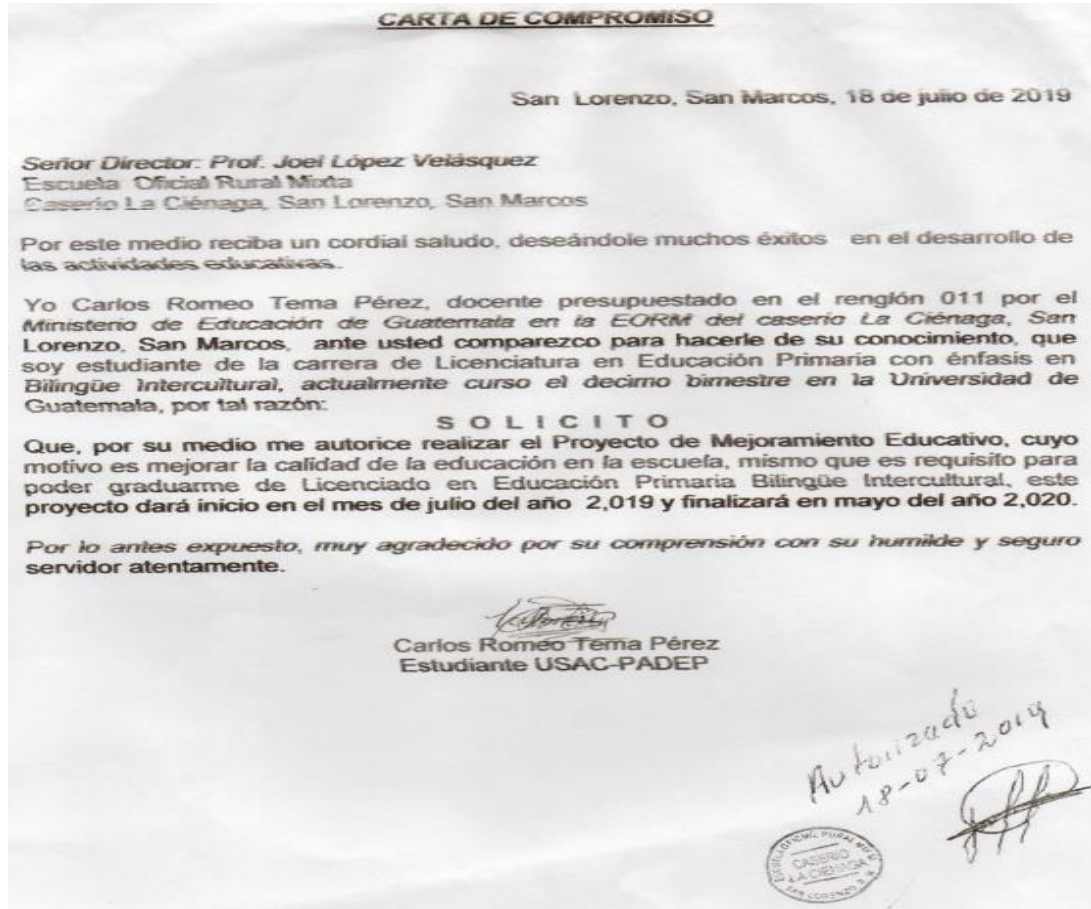 CARTA DE COMPROMISO
San Lorenzo, San Marcos, 18 de julio de 2019
Señor Director: Prof. Joel López Velásquez
Escuela Oficial Rural Mixta
Caserío La Ciénaga, San Lorenzo, San Marcos
Por este medio reciba un cordial saludo, deseándole muchos éxitos en el desarrollo de
las actividades educativas.
Yo Carlos Romeo Tema Pérez, docente presupuestado en el renglón 011 por el
Ministerio de Educación de Guatemala en la EORM del caserío La Ciénaga, San
Lorenzo, San Marcos, ante usted comparezco para hacerle de su conocimiento, que
soy estudiante de la carrera de Licenciatura en Educación Primaria con énfasis en
Bilingüe Intercultural, actualmente curso el decimo bimestre en la Universidad de
Guatemala, por tal razón:
S O L I C I T O
Que, por su medio me autorice realizar el Proyecto de Mejoramiento Educativo, cuyo
motivo es mejorar la calidad de la educación en la escuela, mismo que es requisito para
poder graduarme de Licenciado en Educación Primaria Bilingüe Intercultural, este
proyecto dará inicio en el mes de julio del año 2,019 y finalizará en mayo del año 2,020.
Por lo antes expuesto, muy agradecido por su comprensión con su humilde y seguro
servidor atentamente.
Carlos Romeo Tema Pérez
Estudiante USAC-PADEP
Autorizado
18-07-2019
ESCUELA OFICIAL RURAL MIXTA
CASERIO
LA CIENAGA
SAN LORENZO, S. M.